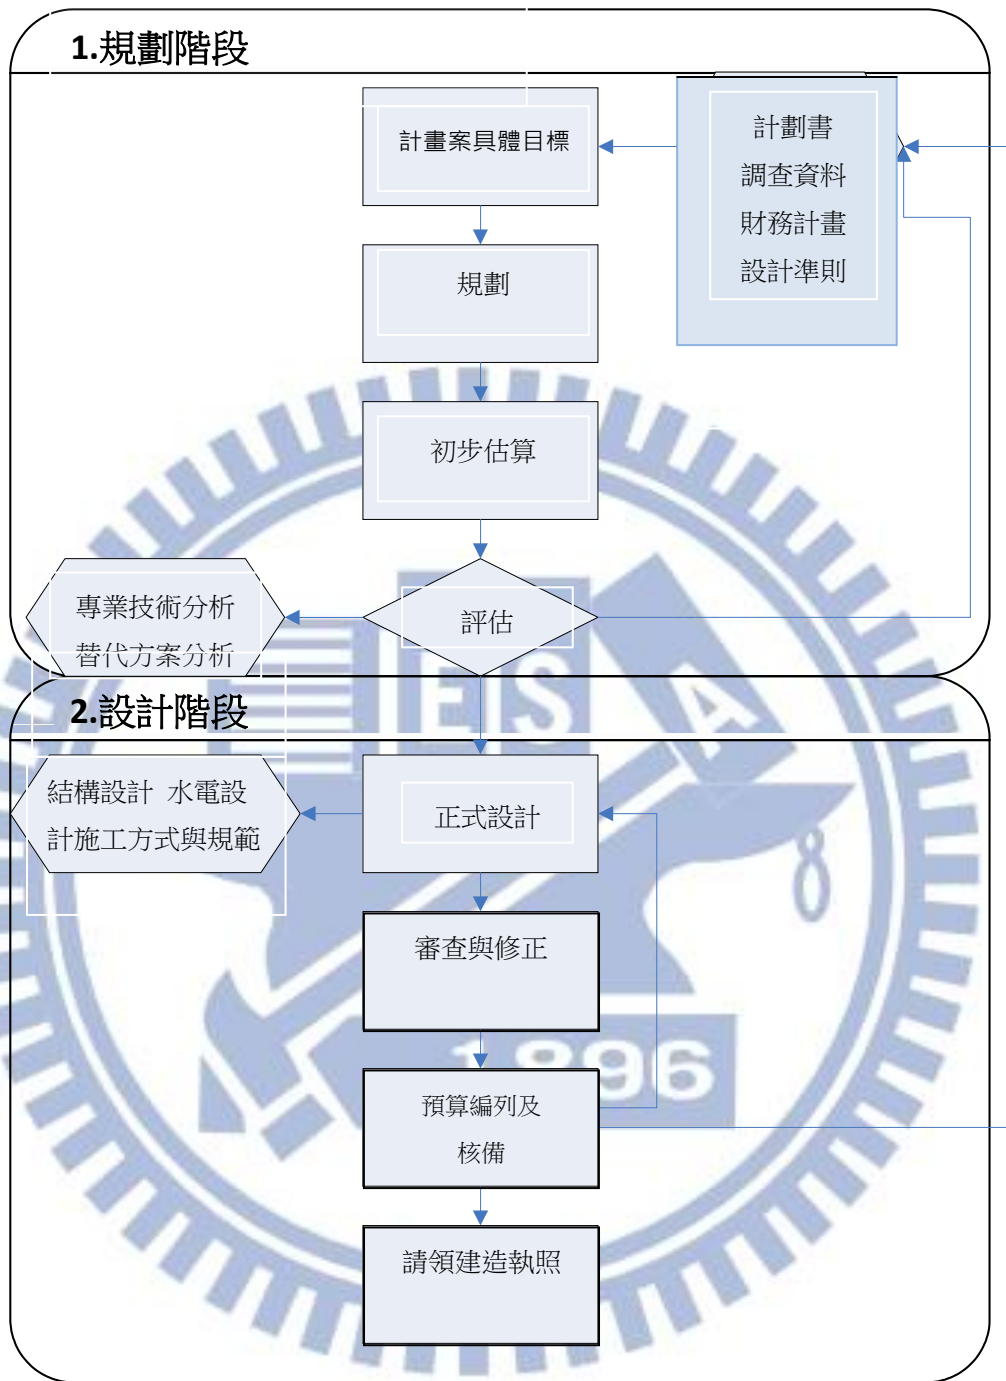 1.規劃階段
計畫案具體目標
計劃書
調查資料
財務計畫
設計準則
規劃
初步估算
專業技術分析
替代方案分析
評估
ESA
2.設計階段
結構設計 水電設
計施工方式與規範
正式設計
審查與修正
1896
預算編列及
核備
請領建造執照